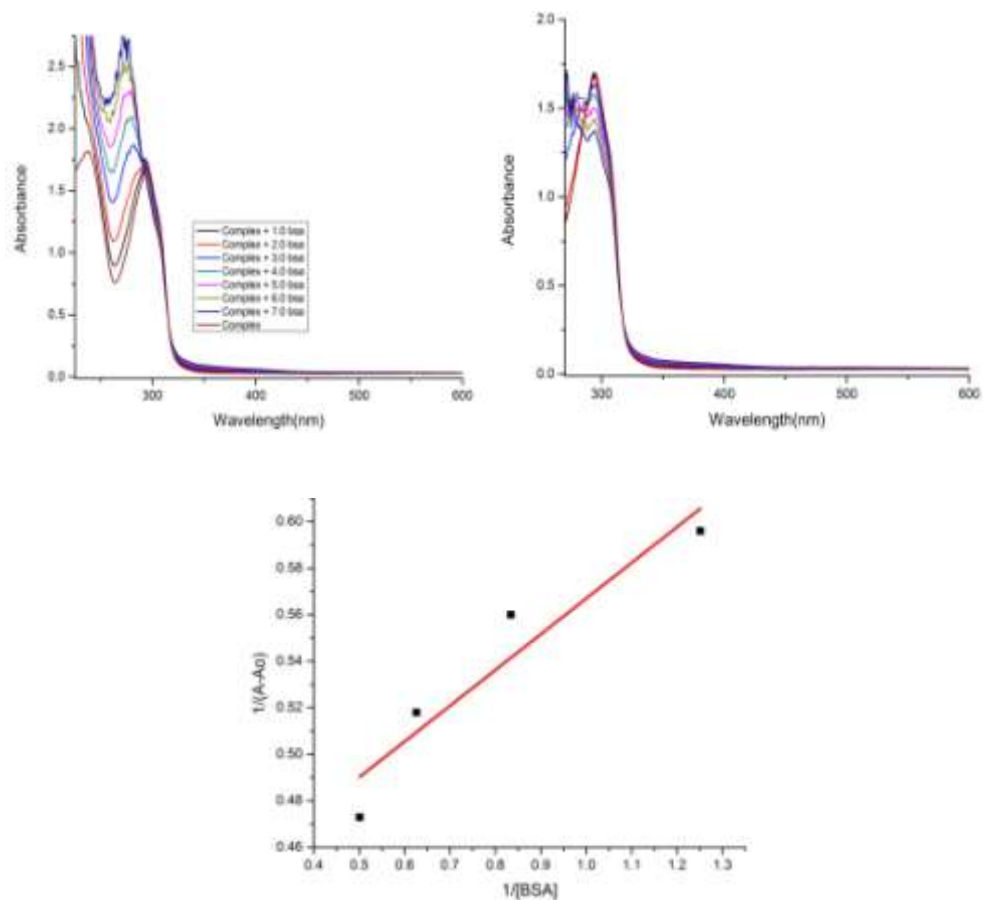 2.5
2.0
1.5
1.0
0.5
0.0
Absorbance
Complex + 1.0 bsa
Complex + 2.0 bsa
Complex + 3.0 bsa
Complex + 4.0 bsa
Complex + 5.0 bsa
Complex + 6.0 bsa
Complex + 7.0 bsa
Complex
300 400 500 600
Wavelength(nm)
2.0
1.5
1.0
0.5
0.0
Absorbance
300 400 500 600
Wavelength(nm)
0.60
0.58
0.56
0.54
0.52
0.50
0.48
0.46
1/(A-Ao)
0.4 0.5 0.6 0.7 0.8 0.9 1.0 1.1 1.2 1.3
1/[BSA]